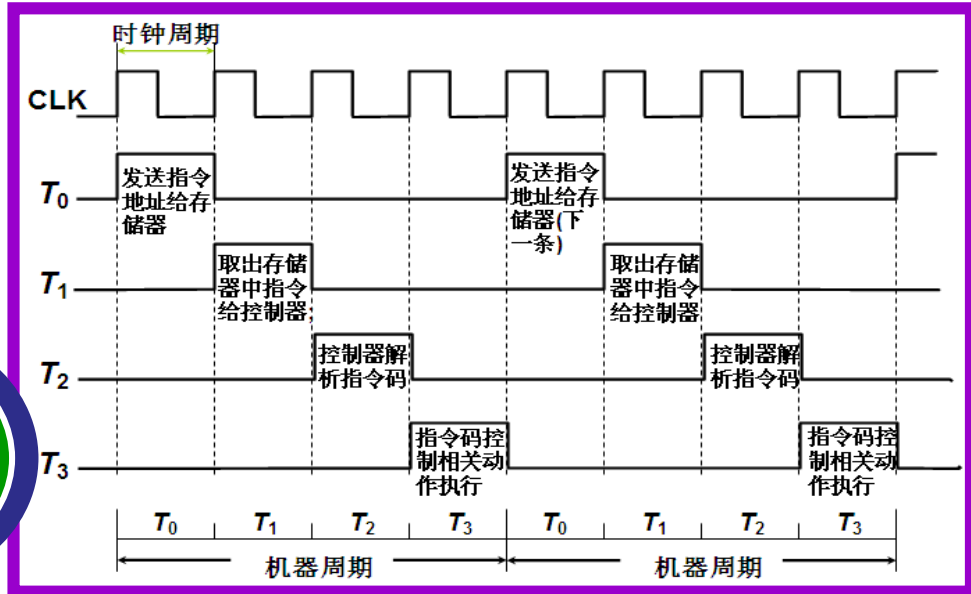 时钟周期
CLK
T0
发送指令
地址给存
储器
发送指令
地址给存
储器(下
一条)
T1
取出存储
器中指令
给控制器;
取出存储
器中指令
给控制器
T2
控制器解
析指令码
控制器解
析指令码
T3
指令码控
制相关动
作执行
指令码控
制相关动
作执行
T0 T1 T2 T3 T0 T1 T2 T3
机器周期 机器周期